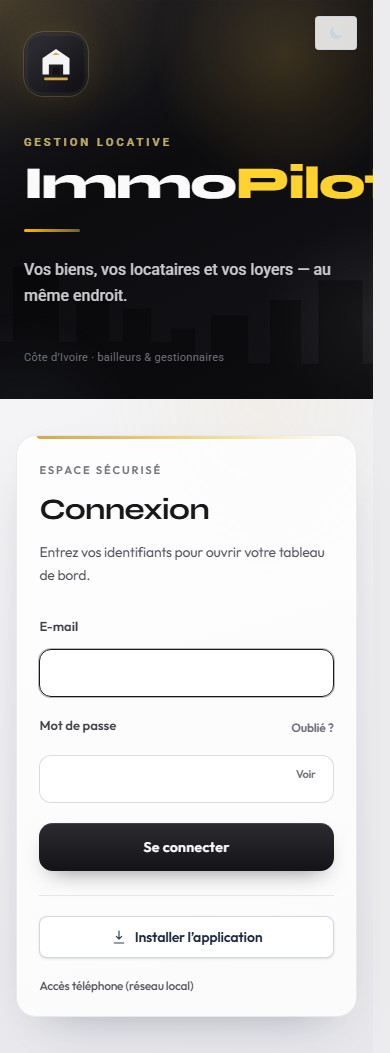 GESTION LOCATIVE
ImmoPilot
Vos biens, vos locataires et vos loyers — au
même endroit.
Côte d'Ivoire · bailleurs & gestionnaires
ESPACE SÉCURISÉ
Connexion
Entrez vos identifiants pour ouvrir votre tableau
de bord.
E-mail
Mot de passe
Oublié ?
Voir
Se connecter
Installer l'application
Accès téléphone (réseau local)